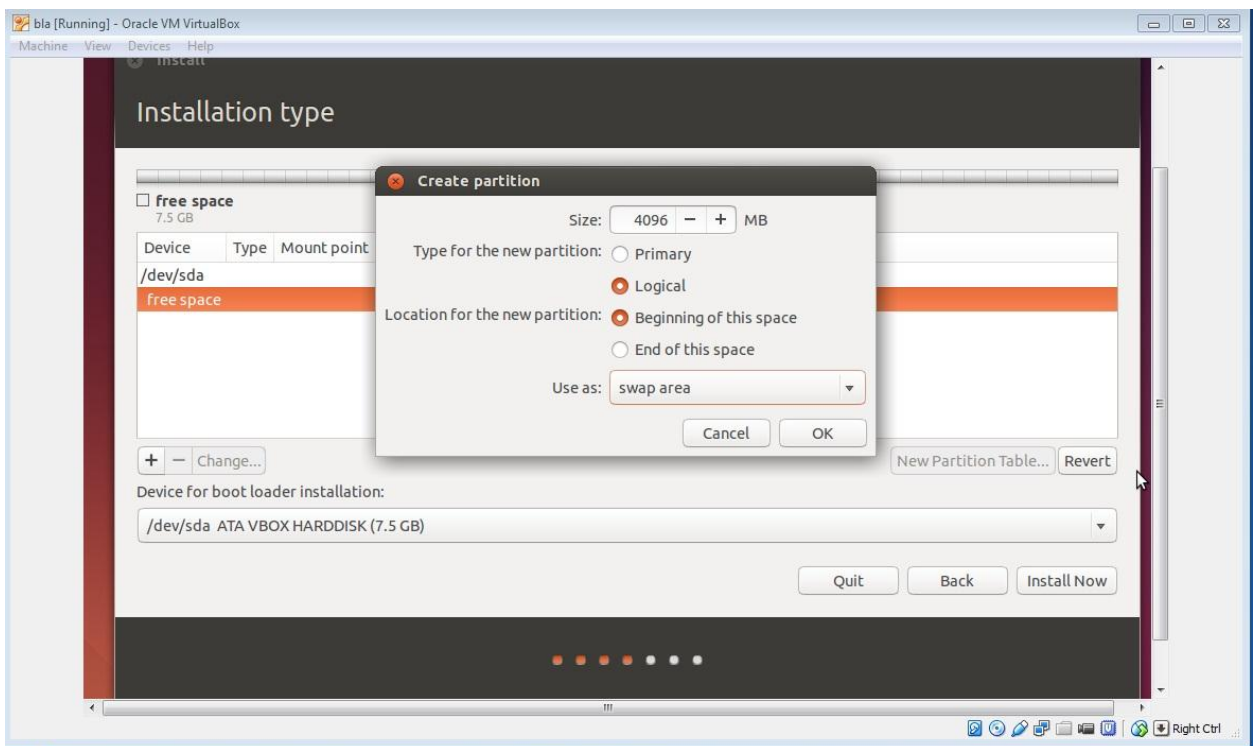 bla [Running] - Oracle VM VirtualBox
Machine View Devices Help
Install
Installation type
free space
7.5 GB
Device Type Mount point
/dev/sda
free space
Create partition
Size: 4096 − + MB
Type for the new partition: Primary
Logical
Location for the new partition: Beginning of this space
End of this space
Use as: swap area
Cancel OK
+ − Change... New Partition Table... Revert
Device for boot loader installation:
/dev/sda ATA VBOX HARDDISK (7.5 GB)
Quit Back Install Now
Right Ctrl